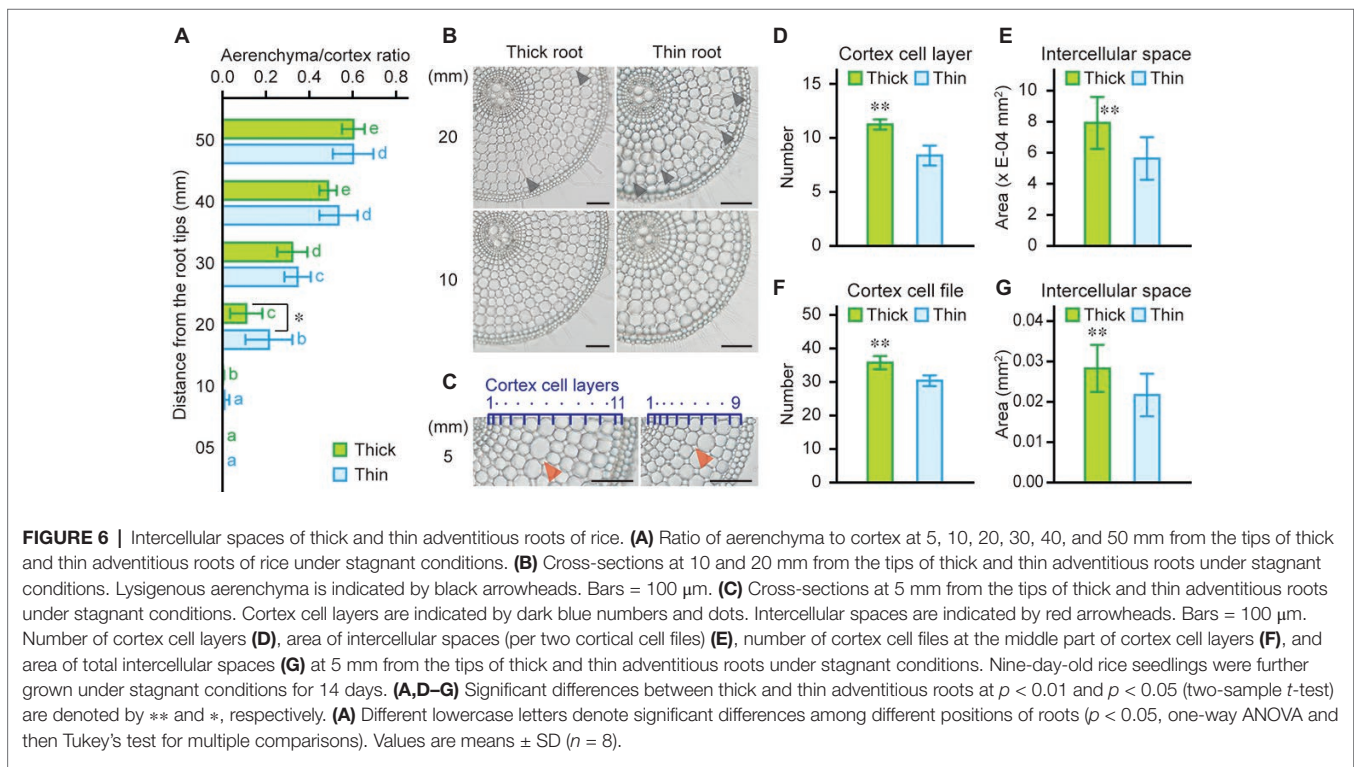 A
Aerenchyma/cortex ratio
0.0 0.2 0.4 0.6 0.8
Distance from the root tips (mm)
50
e
d
40
e
d
30
d
c
20
c
*
b
10
b
a
05
a
a
Thick
Thin
B
Thick root
Thin root
(mm)
20
10
C
Cortex cell layers
1 · · · · · · · · · 11
1 · · · · · · · 9
(mm)
5
D
Cortex cell layer
Thick Thin
Number
15
10
5
0
**
E
Intercellular space
Thick Thin
Area (x E-04 mm²)
10
8
6
4
2
0
**
F
Cortex cell file
Thick Thin
Number
50
40
30
20
10
0
**
G
Intercellular space
Thick Thin
Area (mm²)
0.04
0.03
0.02
0.01
0.00
**
FIGURE 6 | Intercellular spaces of thick and thin adventitious roots of rice. (A) Ratio of aerenchyma to cortex at 5, 10, 20, 30, 40, and 50 mm from the tips of thick
and thin adventitious roots of rice under stagnant conditions. (B) Cross-sections at 10 and 20 mm from the tips of thick and thin adventitious roots under stagnant
conditions. Lysigenous aerenchyma is indicated by black arrowheads. Bars = 100 μm. (C) Cross-sections at 5 mm from the tips of thick and thin adventitious roots
under stagnant conditions. Cortex cell layers are indicated by dark blue numbers and dots. Intercellular spaces are indicated by red arrowheads. Bars = 100 μm.
Number of cortex cell layers (D), area of intercellular spaces (per two cortical cell files) (E), number of cortex cell files at the middle part of cortex cell layers (F), and
area of total intercellular spaces (G) at 5 mm from the tips of thick and thin adventitious roots under stagnant conditions. Nine-day-old rice seedlings were further
grown under stagnant conditions for 14 days. (A,D–G) Significant differences between thick and thin adventitious roots at p < 0.01 and p < 0.05 (two-sample t-test)
are denoted by ** and *, respectively. (A) Different lowercase letters denote significant differences among different positions of roots (p < 0.05, one-way ANOVA and
then Tukey's test for multiple comparisons). Values are means ± SD (n = 8).